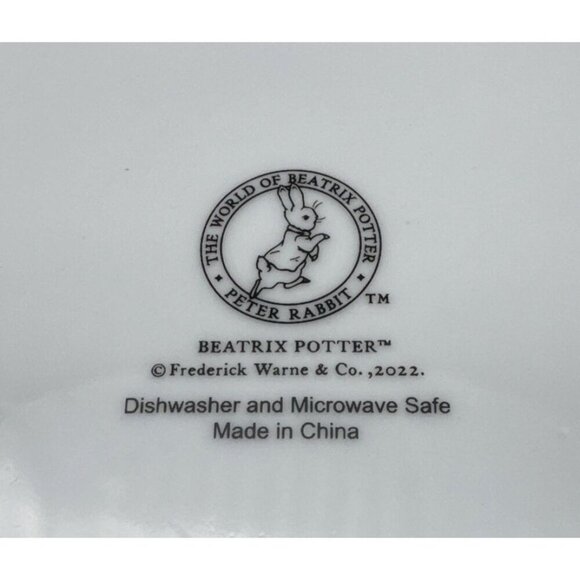 THE WORLD OF BEATRIX POTTER
PETER RABBIT
TM
BEATRIX POTTER™
© Frederick Warne & Co. ,2022.
Dishwasher and Microwave Safe
Made in China